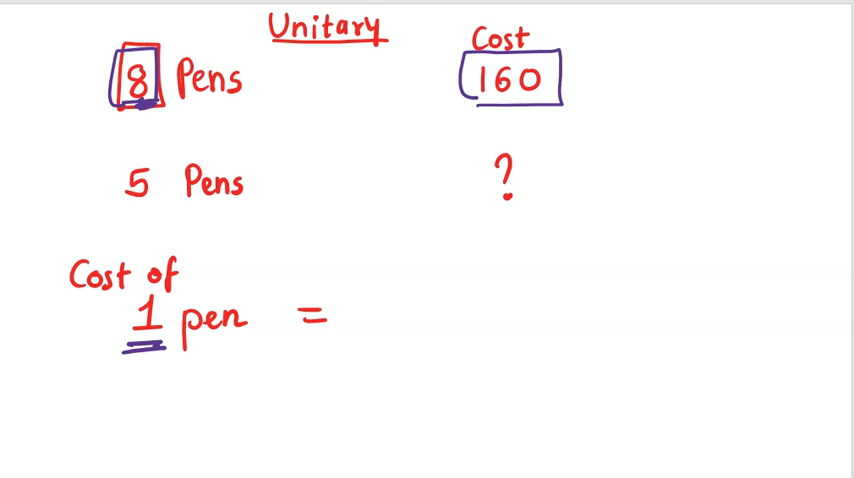 Unitary
Cost
8 Pens 160
5 Pens ?
Cost of
1 pen =